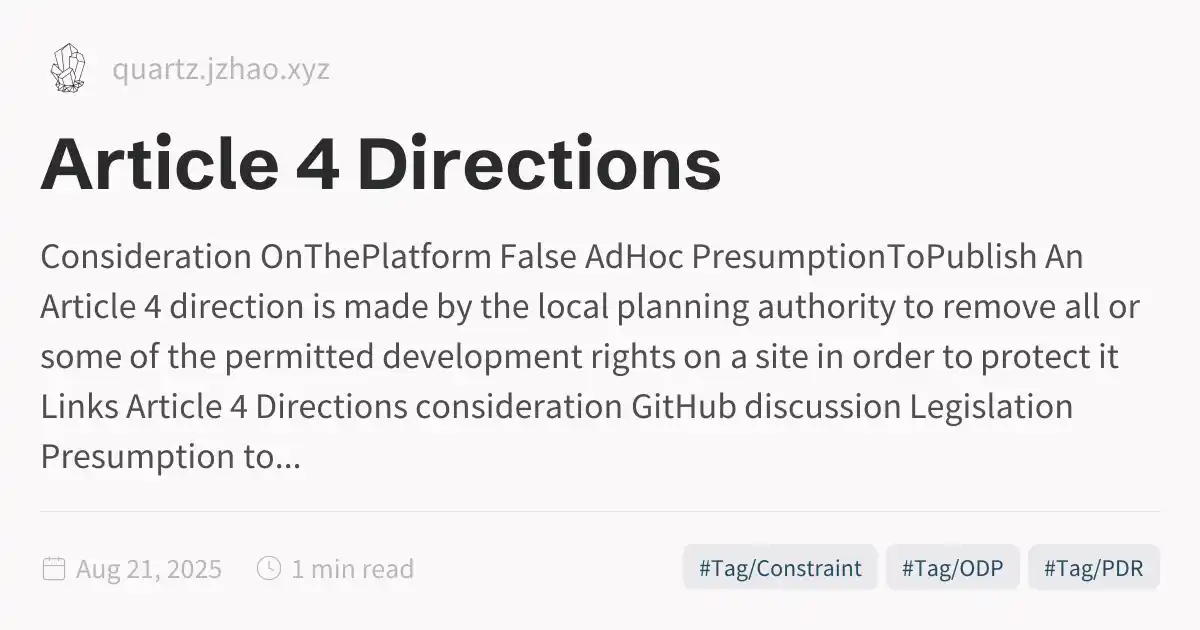 quartz.jzhao.xyz
Article 4 Directions
Consideration OnThePlatform False AdHoc PresumptionToPublish An
Article 4 direction is made by the local planning authority to remove all or
some of the permitted development rights on a site in order to protect it
Links Article 4 Directions consideration GitHub discussion Legislation
Presumption to...
Aug 21, 2025 1 min read #Tag/Constraint #Tag/ODP #Tag/PDR